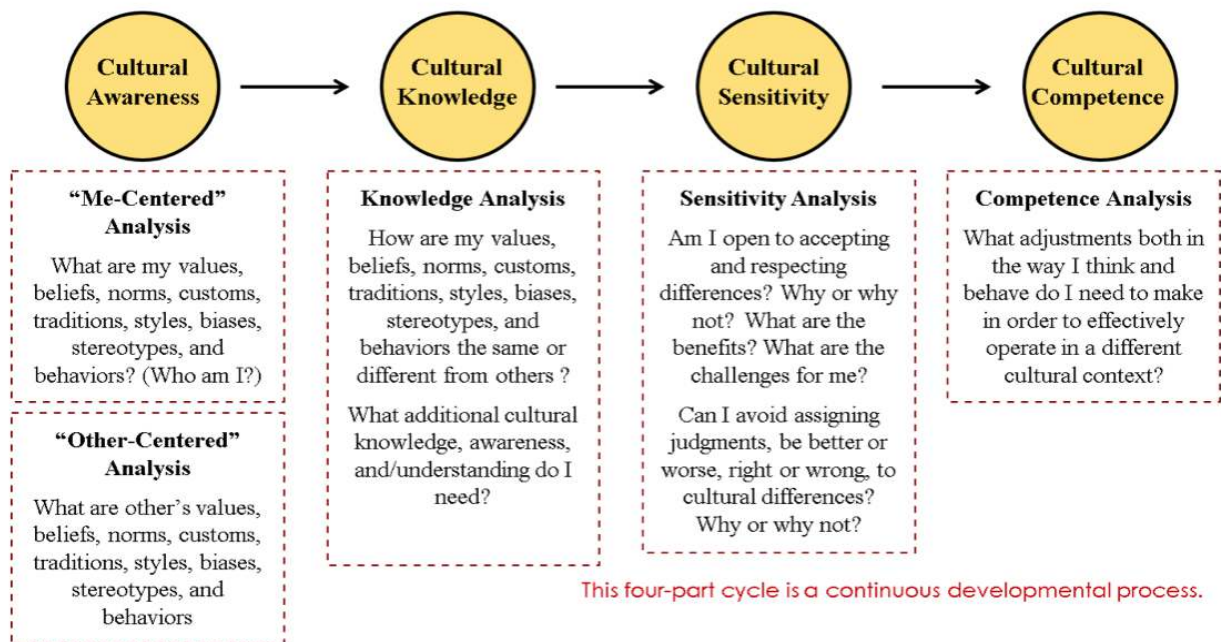 Cultural
Awareness
Cultural
Knowledge
Cultural
Sensitivity
Cultural
Competence
“Me-Centered”
Analysis
What are my values,
beliefs, norms, customs,
traditions, styles, biases,
stereotypes, and
behaviors? (Who am I?)
“Other-Centered”
Analysis
What are other’s values,
beliefs, norms, customs,
traditions, styles, biases,
stereotypes, and
behaviors
Knowledge Analysis
How are my values,
beliefs, norms, customs,
traditions, styles, biases,
stereotypes, and
behaviors the same or
different from others ?
What additional cultural
knowledge, awareness,
and/understanding do I
need?
Sensitivity Analysis
Am I open to accepting
and respecting
differences? Why or why
not? What are the
benefits? What are the
challenges for me?
Can I avoid assigning
judgments, be better or
worse, right or wrong, to
cultural differences?
Why or why not?
Competence Analysis
What adjustments both in
the way I think and
behave do I need to make
in order to effectively
operate in a different
cultural context?
This four-part cycle is a continuous developmental process.